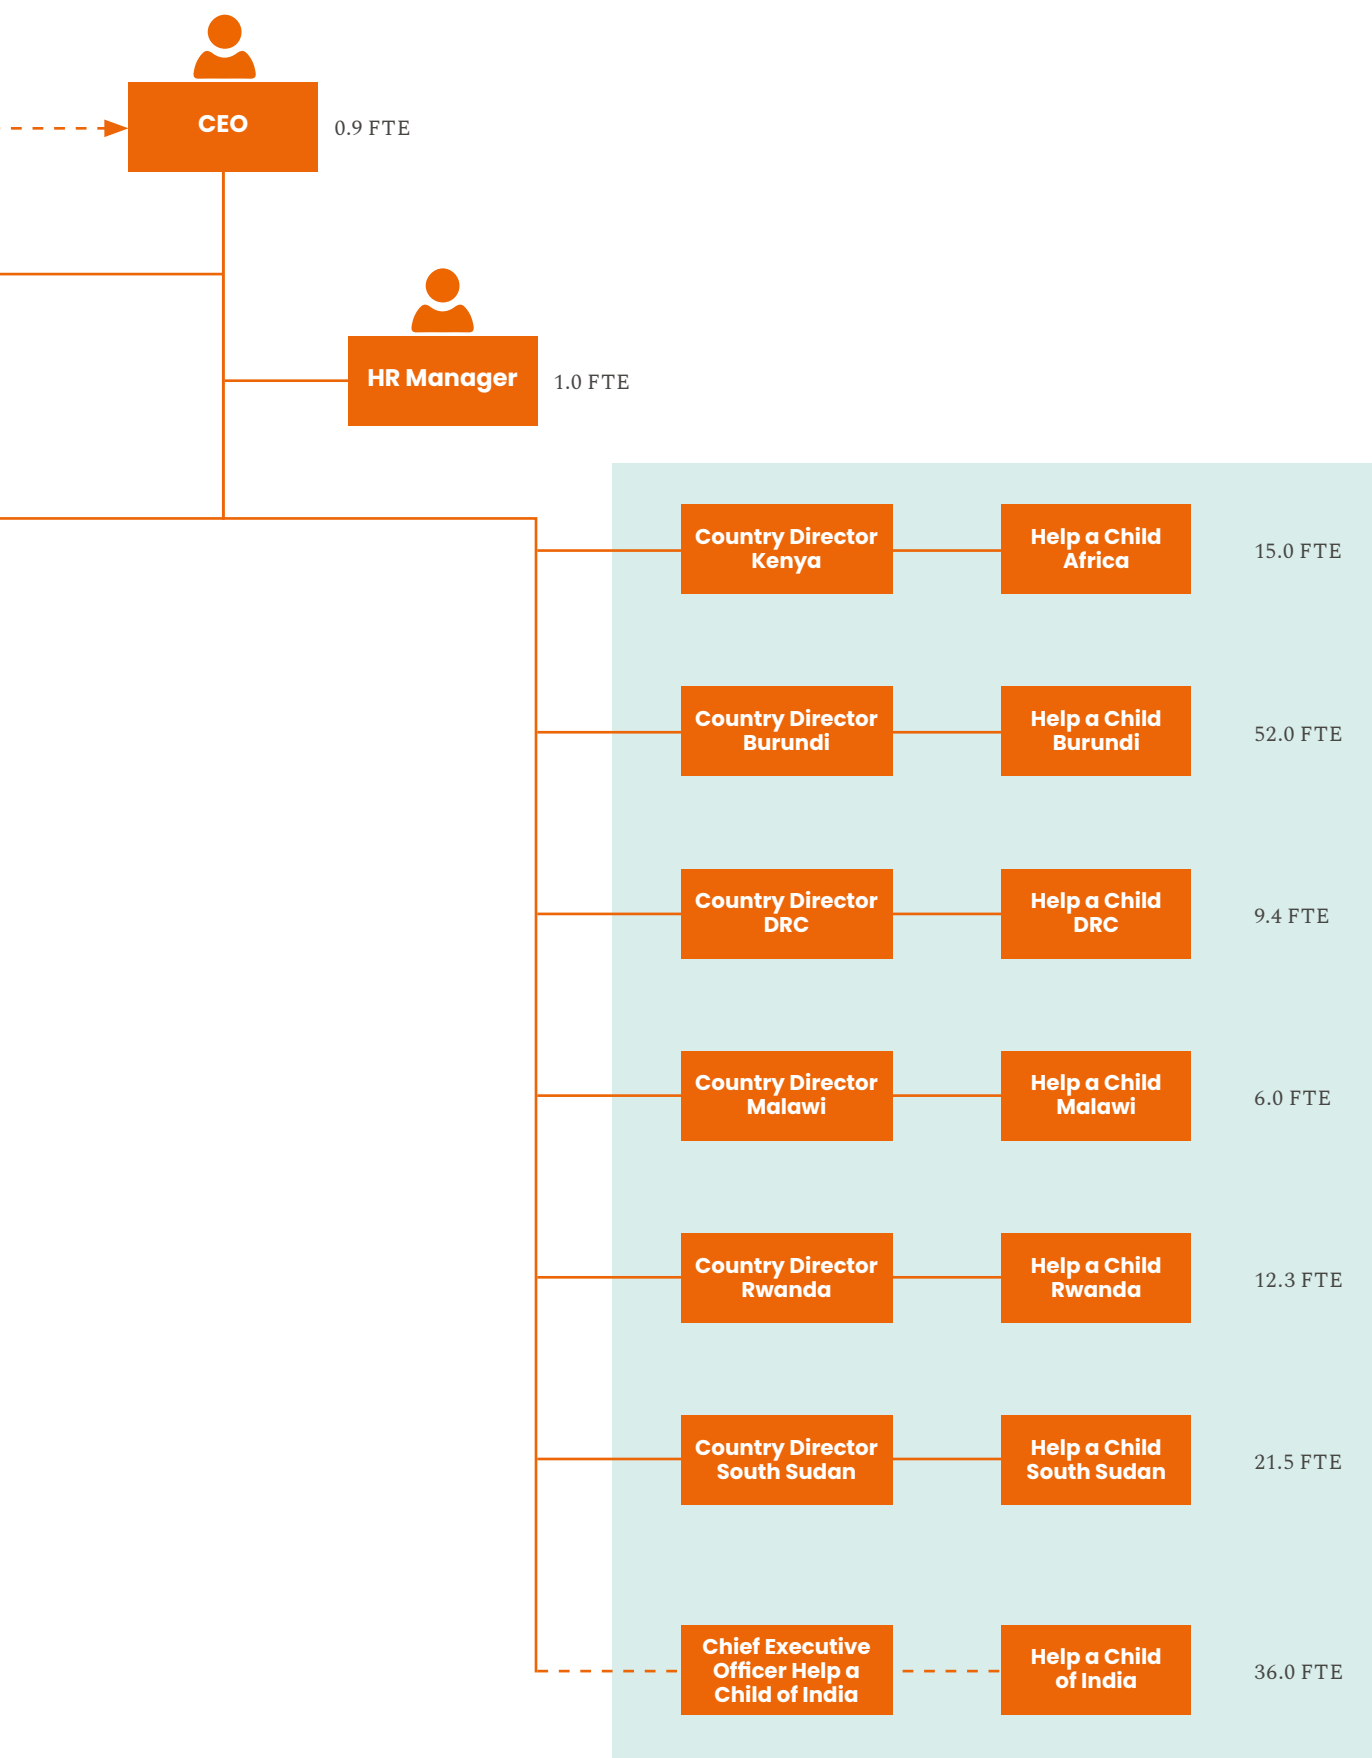 CEO
0.9 FTE
HR Manager
1.0 FTE
Country Director
Kenya
Help a Child
Africa
15.0 FTE
Country Director
Burundi
Help a Child
Burundi
52.0 FTE
Country Director
DRC
Help a Child
DRC
9.4 FTE
Country Director
Malawi
Help a Child
Malawi
6.0 FTE
Country Director
Rwanda
Help a Child
Rwanda
12.3 FTE
Country Director
South Sudan
Help a Child
South Sudan
21.5 FTE
Chief Executive
Officer Help a
Child of India
Help a Child
of India
36.0 FTE